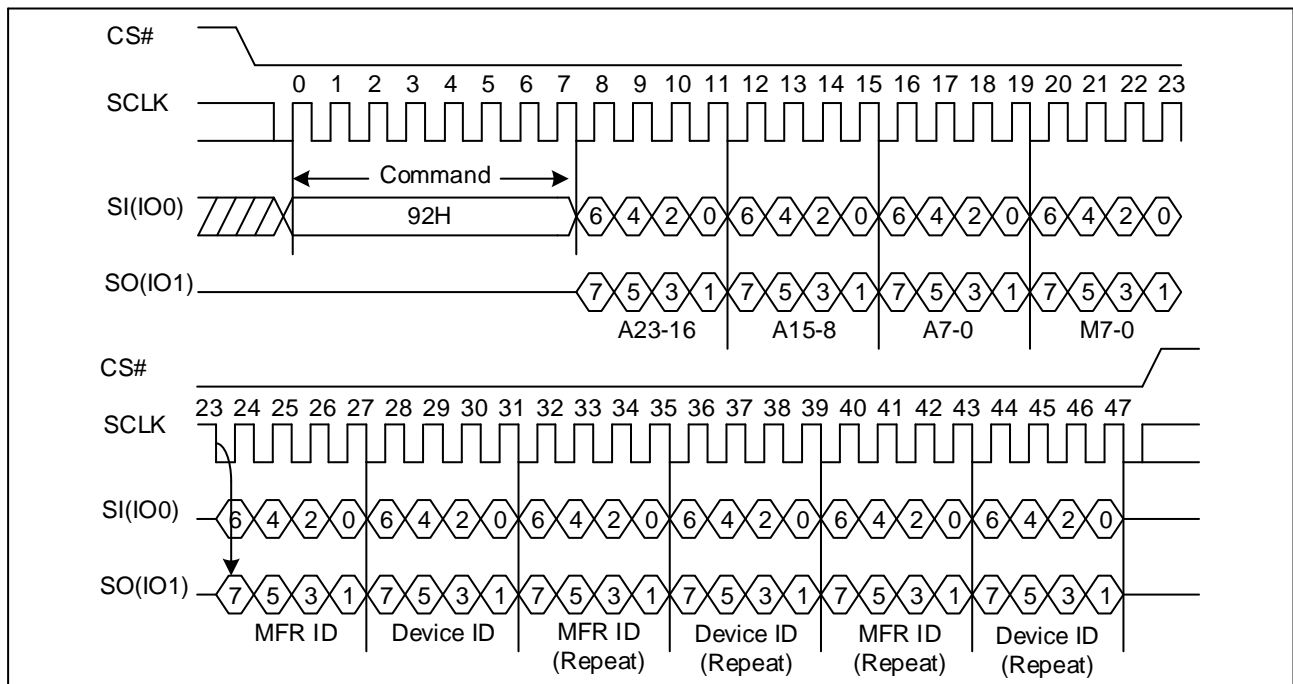 CS#
0 1 2 3 4 5 6 7 8 9 10 11 12 13 14 15 16 17 18 19 20 21 22 23
SCLK
Command
SI(IO0) 92H 6 4 2 0 6 4 2 0 6 4 2 0 6 4 2 0
SO(IO1) 7 5 3 1 7 5 3 1 7 5 3 1 7 5 3 1
A23-16 A15-8 A7-0 M7-0
CS#
23 24 25 26 27 28 29 30 31 32 33 34 35 36 37 38 39 40 41 42 43 44 45 46 47
SCLK
SI(IO0) 6 4 2 0 6 4 2 0 6 4 2 0 6 4 2 0 6 4 2 0 6 4 2 0
SO(IO1) 7 5 3 1 7 5 3 1 7 5 3 1 7 5 3 1 7 5 3 1 7 5 3 1
MFR ID Device ID MFR ID Device ID MFR ID Device ID
(Repeat) (Repeat) (Repeat) (Repeat)